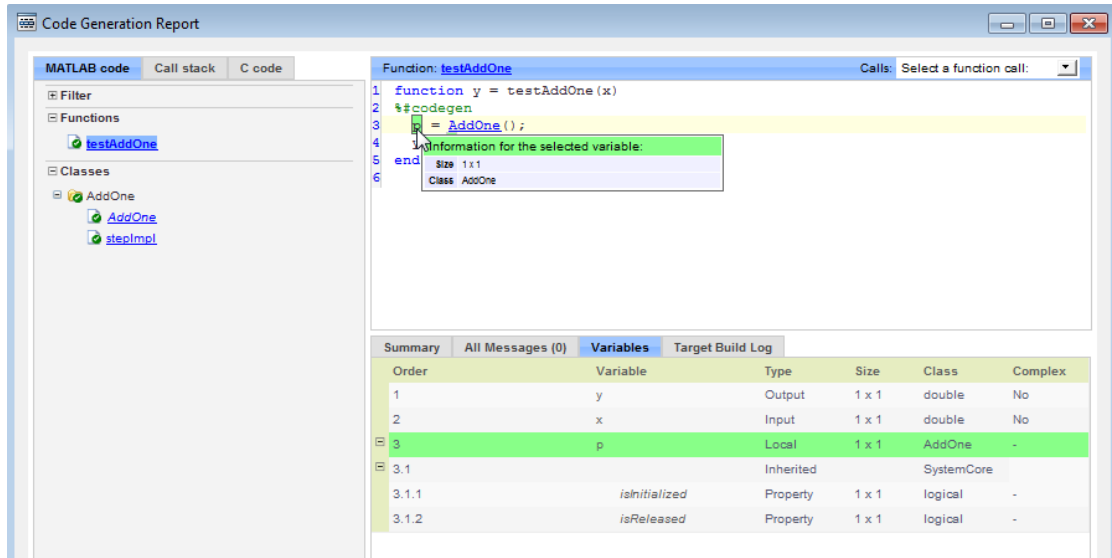 Code Generation Report
MATLAB code Call stack C code
Filter
Functions
testAddOne
Classes
AddOne
AddOne
stepImpl
Function: testAddOne Calls: Select a function call:
1 function y = testAddOne(x)
2 %#codegen
3 p = AddOne();
4
Information for the selected variable:
5 end
Size 1x1
6
Class AddOne
Summary All Messages (0) Variables Target Build Log
Order Variable Type Size Class Complex
1 y Output 1 x 1 double No
2 x Input 1 x 1 double No
3 p Local 1 x 1 AddOne -
3.1 Inherited SystemCore
3.1.1 isInitialized Property 1 x 1 logical -
3.1.2 isReleased Property 1 x 1 logical -